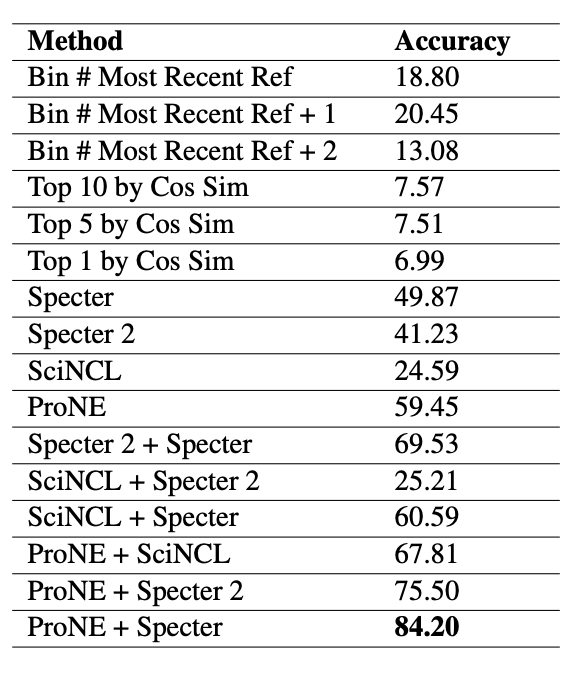 Method Accuracy
Bin # Most Recent Ref 18.80
Bin # Most Recent Ref + 1 20.45
Bin # Most Recent Ref + 2 13.08
Top 10 by Cos Sim 7.57
Top 5 by Cos Sim 7.51
Top 1 by Cos Sim 6.99
Specter 49.87
Specter 2 41.23
SciNCL 24.59
ProNE 59.45
Specter 2 + Specter 69.53
SciNCL + Specter 2 25.21
SciNCL + Specter 60.59
ProNE + SciNCL 67.81
ProNE + Specter 2 75.50
ProNE + Specter 84.20